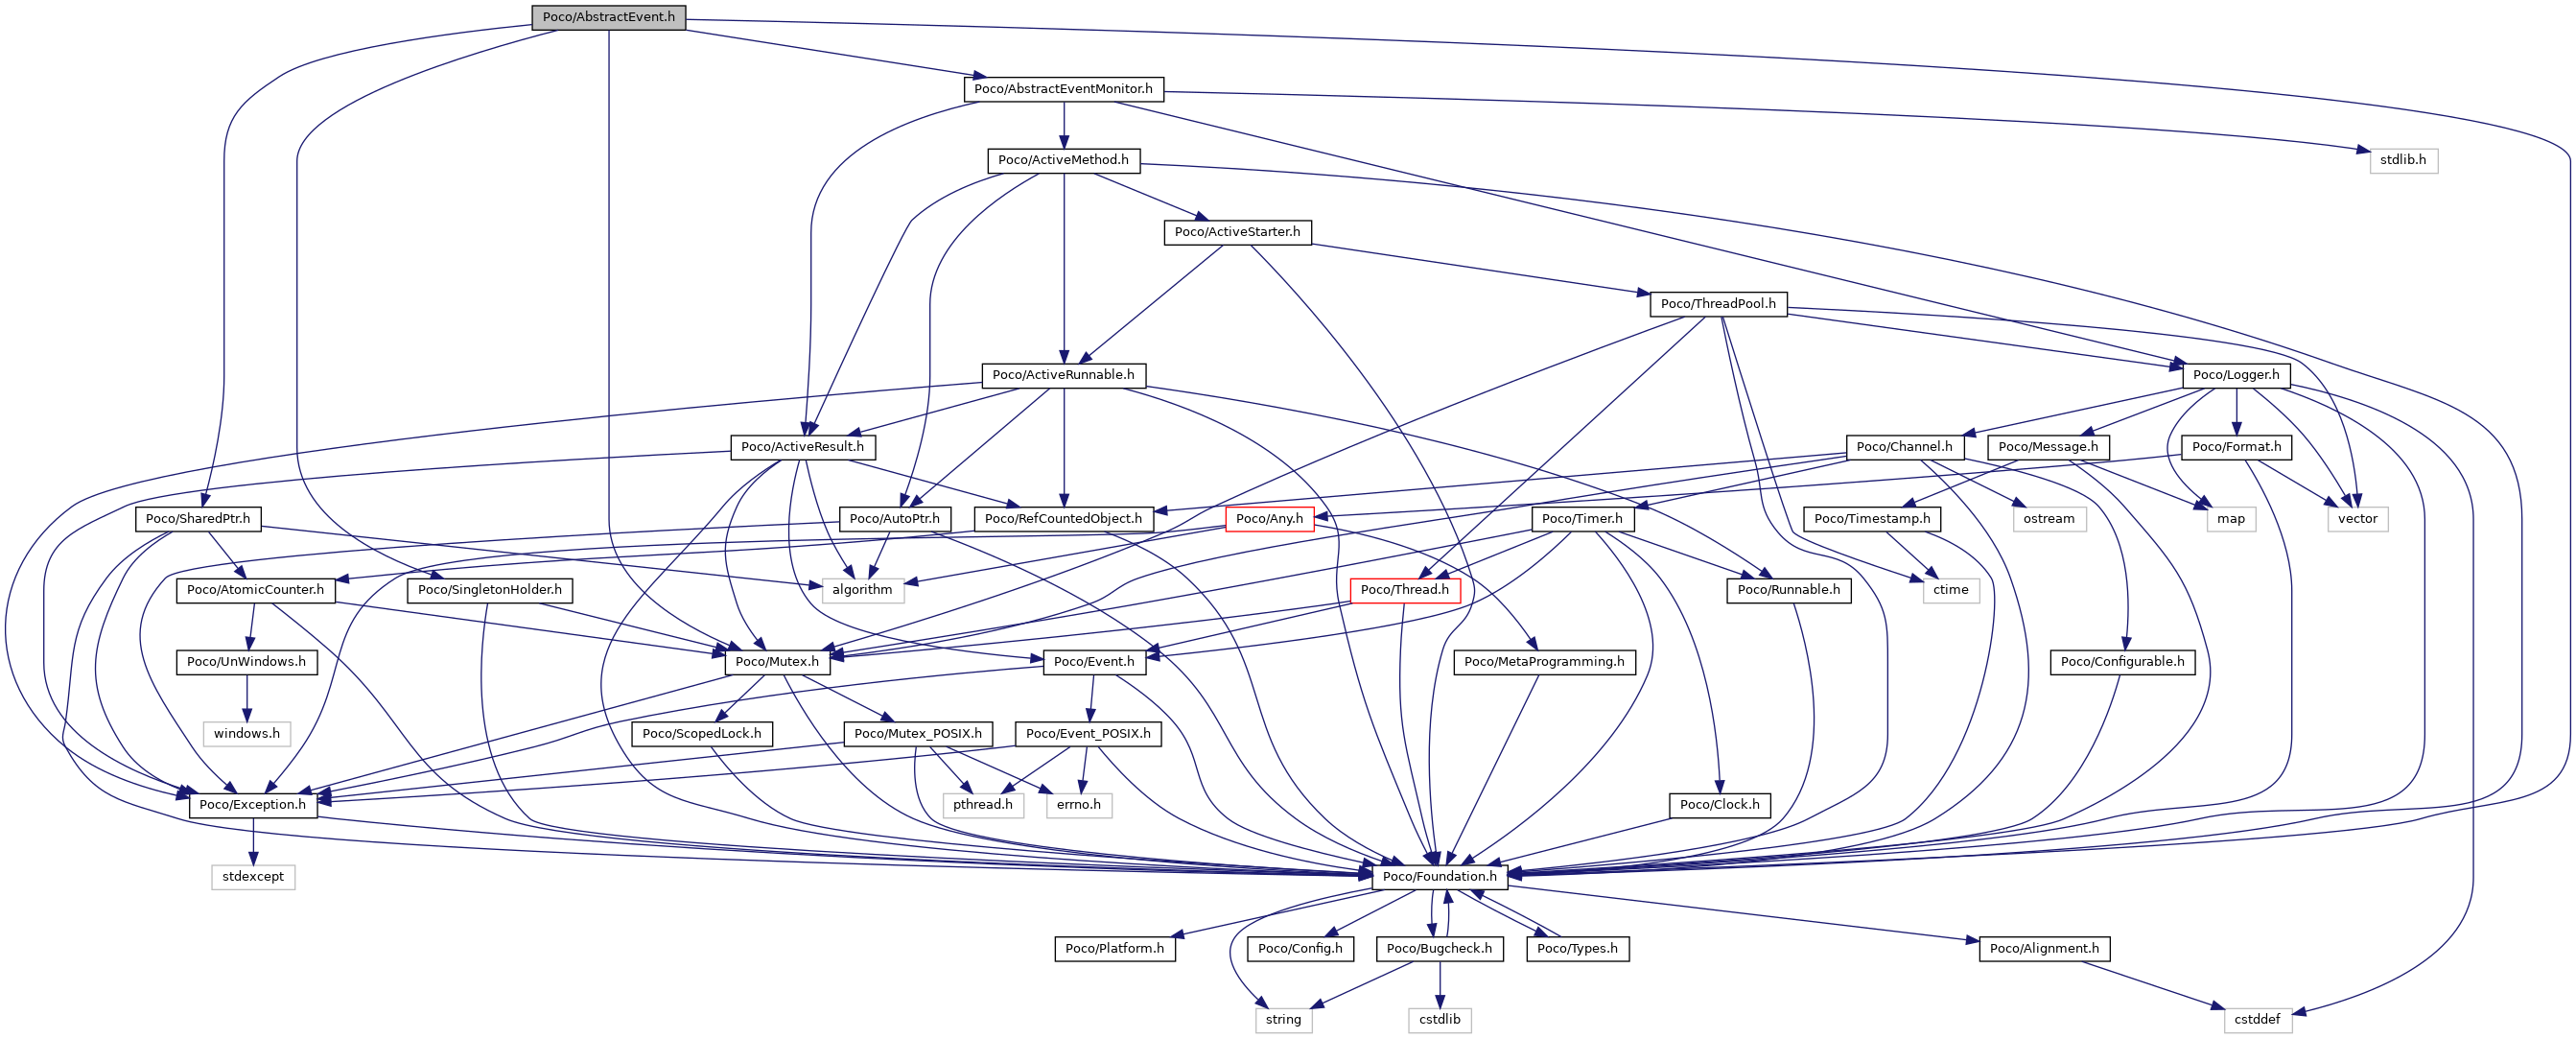 Poco/AbstractEvent.h
Poco/AbstractEventMonitor.h
Poco/ActiveMethod.h
stdlib.h
Poco/ActiveStarter.h
Poco/ThreadPool.h
Poco/ActiveRunnable.h
Poco/Logger.h
Poco/ActiveResult.h
Poco/Channel.h
Poco/Message.h
Poco/Format.h
Poco/SharedPtr.h
Poco/AutoPtr.h
Poco/RefCountedObject.h
Poco/Any.h
Poco/Timer.h
Poco/Timestamp.h
ostream
map
vector
Poco/AtomicCounter.h
Poco/SingletonHolder.h
algorithm
Poco/Thread.h
Poco/Runnable.h
ctime
Poco/UnWindows.h
Poco/Mutex.h
Poco/Event.h
Poco/MetaProgramming.h
Poco/Configurable.h
windows.h
Poco/ScopedLock.h
Poco/Mutex_POSIX.h
Poco/Event_POSIX.h
Poco/Exception.h
pthread.h
errno.h
Poco/Clock.h
stdexcept
Poco/Foundation.h
Poco/Platform.h
Poco/Config.h
Poco/Bugcheck.h
Poco/Types.h
Poco/Alignment.h
string
cstdlib
cstddef